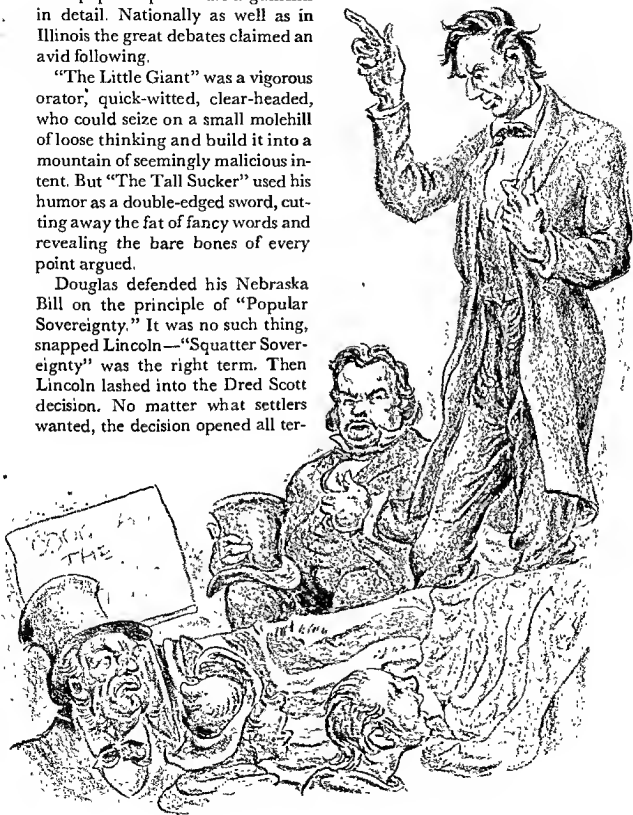 in detail. Nationally as well as in
Illinois the great debates claimed an
avid following.
"The Little Giant" was a vigorous
orator, quick-witted, clear-headed,
who could seize on a small molehill
of loose thinking and build it into a
mountain of seemingly malicious in-
tent. But "The Tall Sucker" used his
humor as a double-edged sword, cut-
ting away the fat of fancy words and
revealing the bare bones of every
point argued.
Douglas defended his Nebraska
Bill on the principle of "Popular
Sovereignty." It was no such thing,
snapped Lincoln—"Squatter Sover-
eignty" was the right term. Then
Lincoln lashed into the Dred Scott
decision. No matter what settlers
wanted, the decision opened all ter-
THE